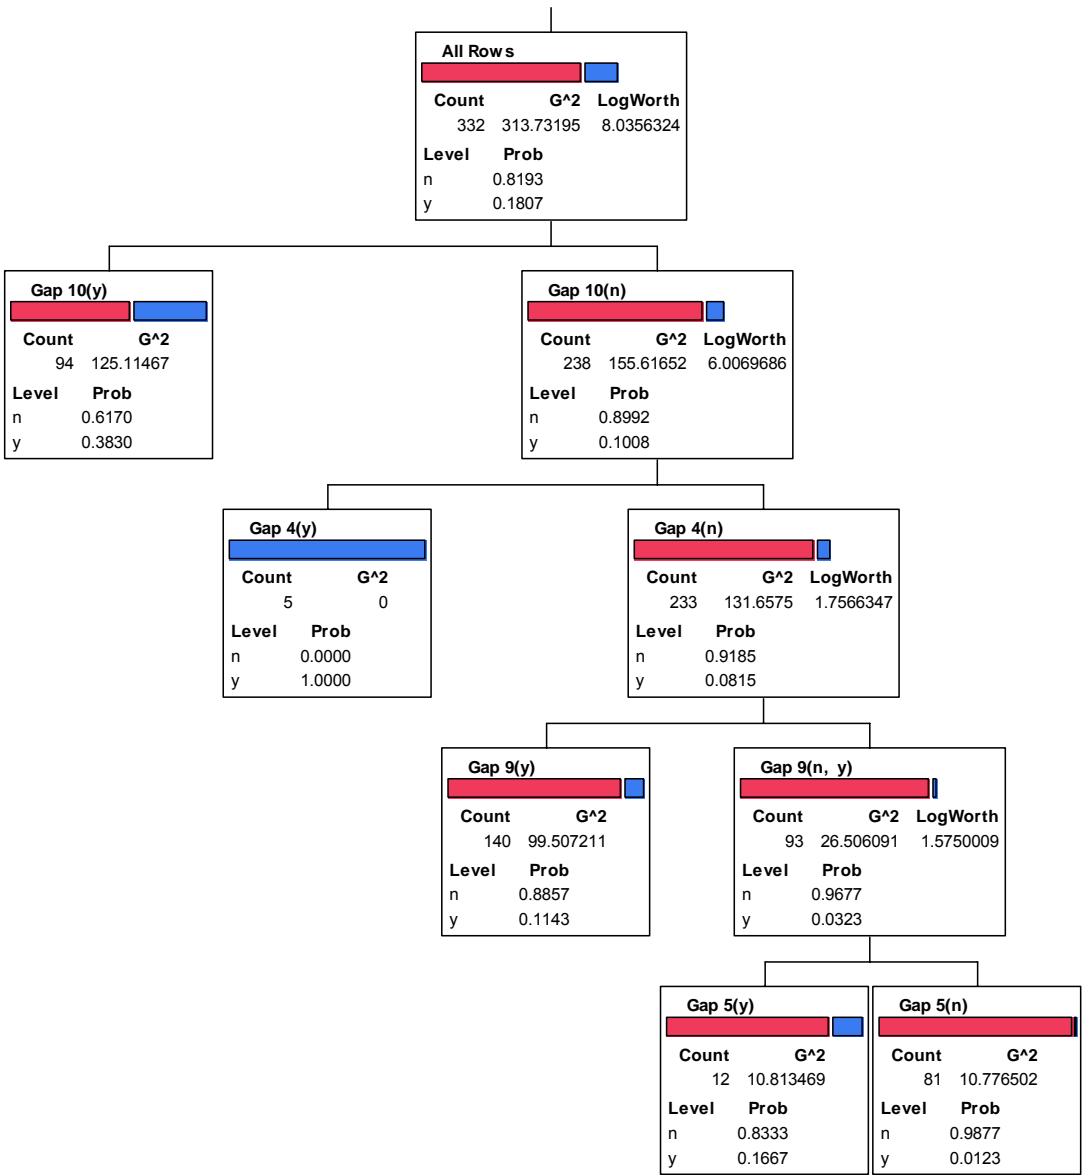 All Rows
Count G^2 LogWorth
332 313.73195 8.0356324
Level Prob
n 0.8193
y 0.1807
Gap 10(y)
Count G^2
94 125.11467
Level Prob
n 0.6170
y 0.3830
Gap 10(n)
Count G^2 LogWorth
238 155.61652 6.0069686
Level Prob
n 0.8992
y 0.1008
Gap 4(y)
Count G^2
5 0
Level Prob
n 0.0000
y 1.0000
Gap 4(n)
Count G^2 LogWorth
233 131.6575 1.7566347
Level Prob
n 0.9185
y 0.0815
Gap 9(y)
Count G^2
140 99.507211
Level Prob
n 0.8857
y 0.1143
Gap 9(n, y)
Count G^2 LogWorth
93 26.506091 1.5750009
Level Prob
n 0.9677
y 0.0323
Gap 5(y)
Count G^2
12 10.813469
Level Prob
n 0.8333
y 0.1667
Gap 5(n)
Count G^2
81 10.776502
Level Prob
n 0.9877
y 0.0123